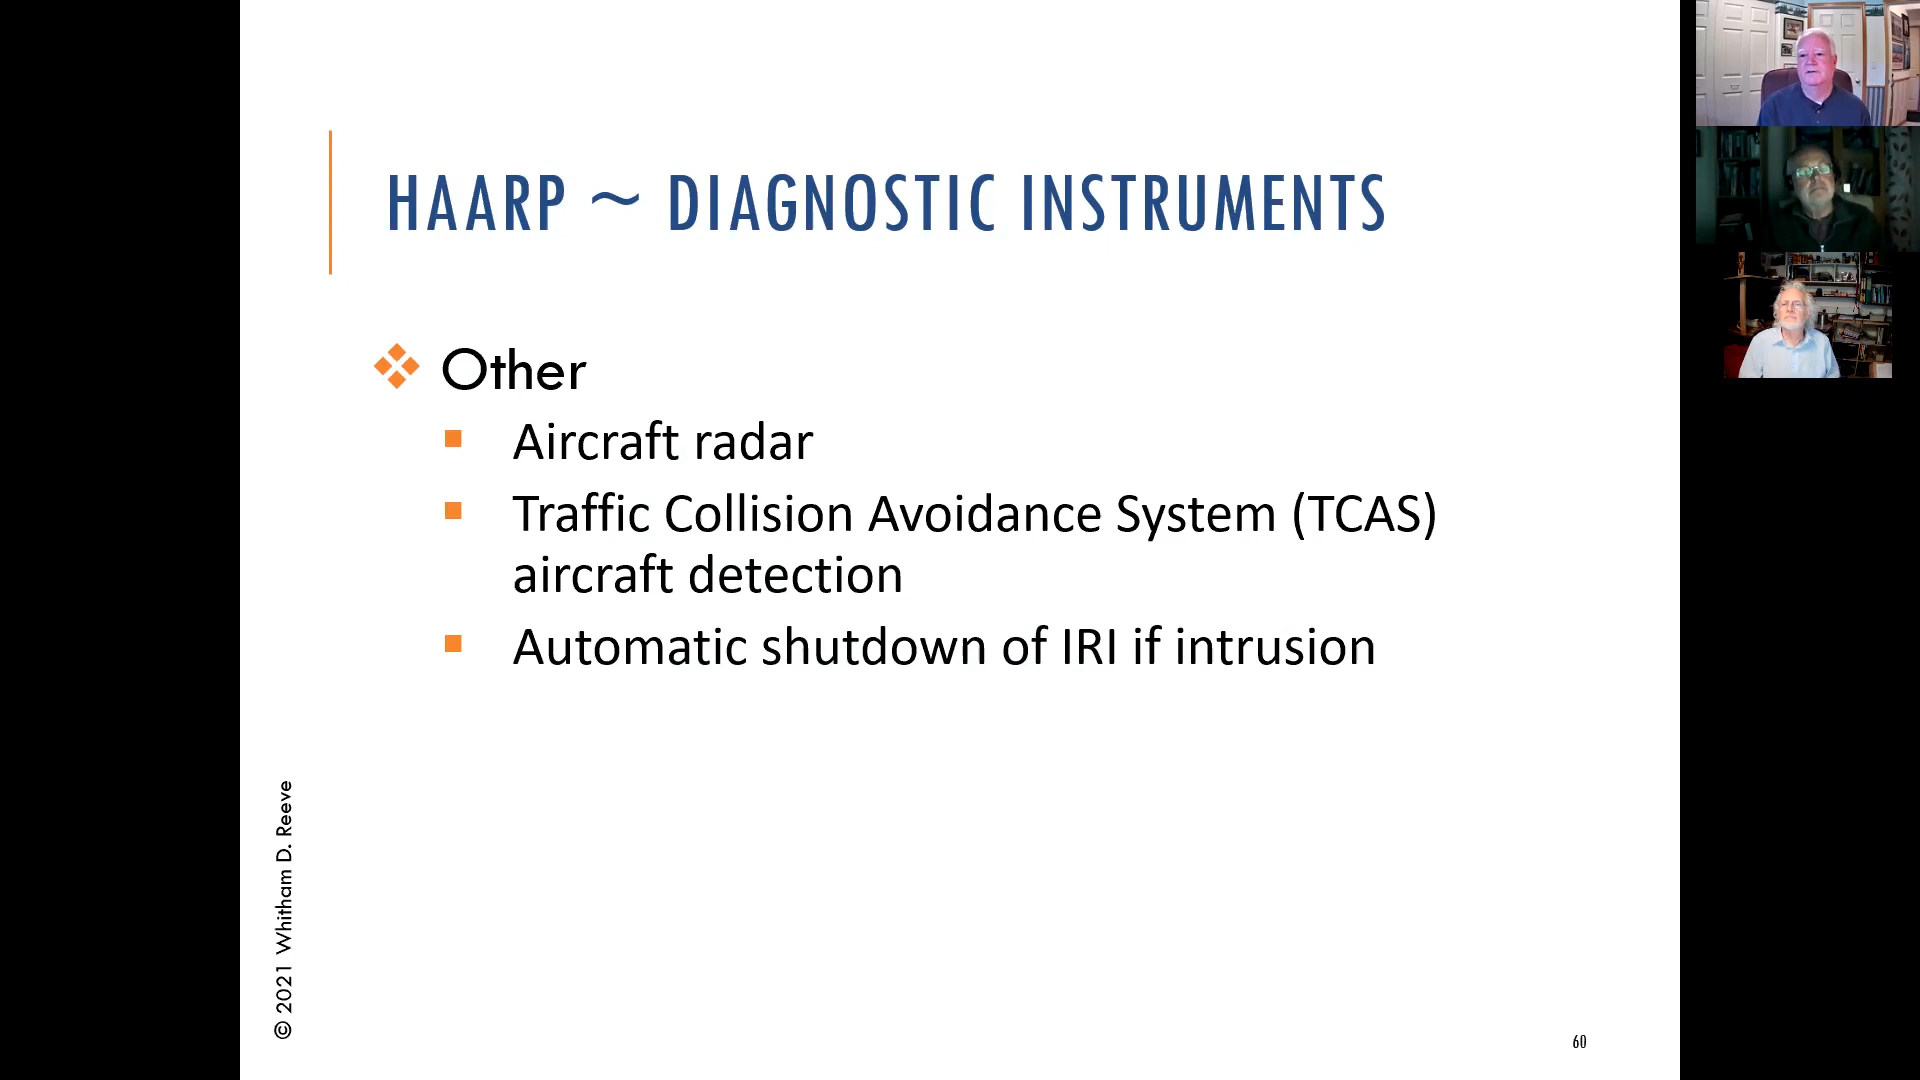 HAARP ~ DIAGNOSTIC INSTRUMENTS
Other
Aircraft radar
Traffic Collision Avoidance System (TCAS)
aircraft detection
Automatic shutdown of IRI if intrusion
© 2021 Whitham D. Reeve
60